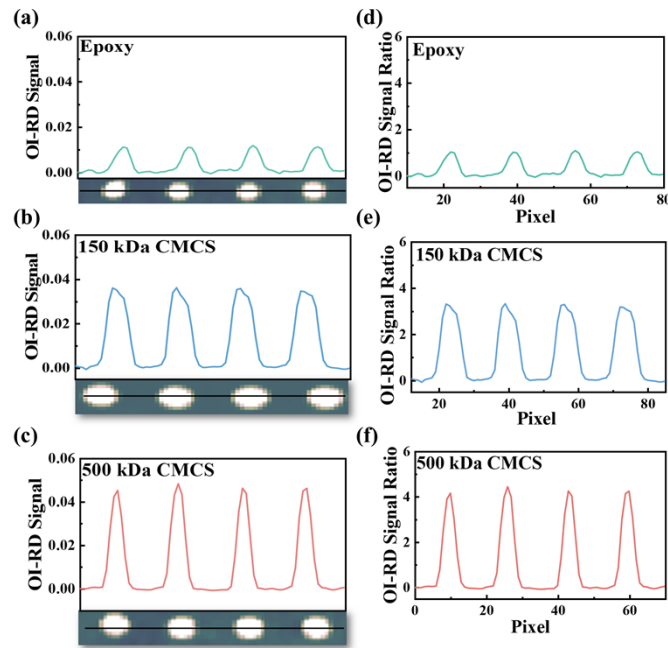 (a)
0.06
0.04
0.02
0.00
OI-RD Signal
Epoxy
(d)
6
4
2
0
OI-RD Signal Ratio
Epoxy
20
40
60
80
Pixel
(b)
0.06
0.04
0.02
0.00
OI-RD Signal
150 kDa CMCS
(e)
6
4
2
0
OI-RD Signal Ratio
150 kDa CMCS
20
40
60
80
Pixel
(c)
0.06
0.04
0.02
0.00
OI-RD Signal
500 kDa CMCS
(f)
6
4
2
0
OI-RD Signal Ratio
500 kDa CMCS
0
20
40
60
Pixel